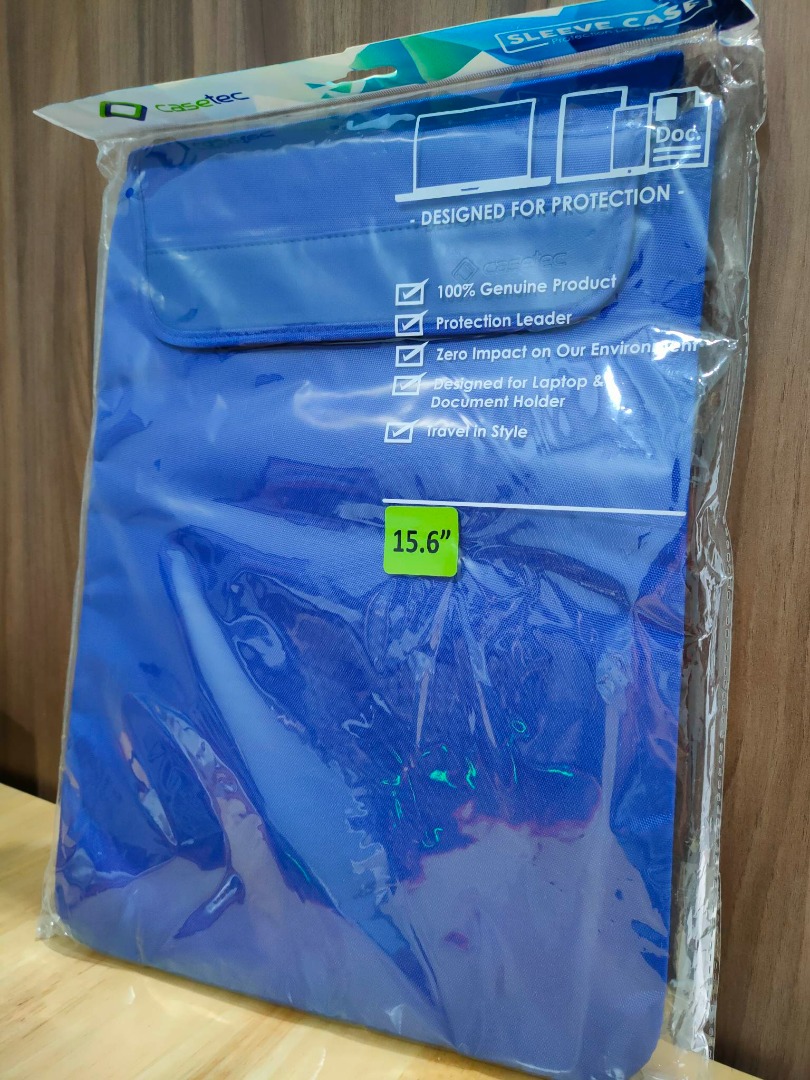 casetec
SLEEVE CASE
Doc.
- DESIGNED FOR PROTECTION -
casetec
100% Genuine Product
Protection Leader
Zero Impact on Our Environment
Designed for Laptop &
Document Holder
Travel in Style
15.6”